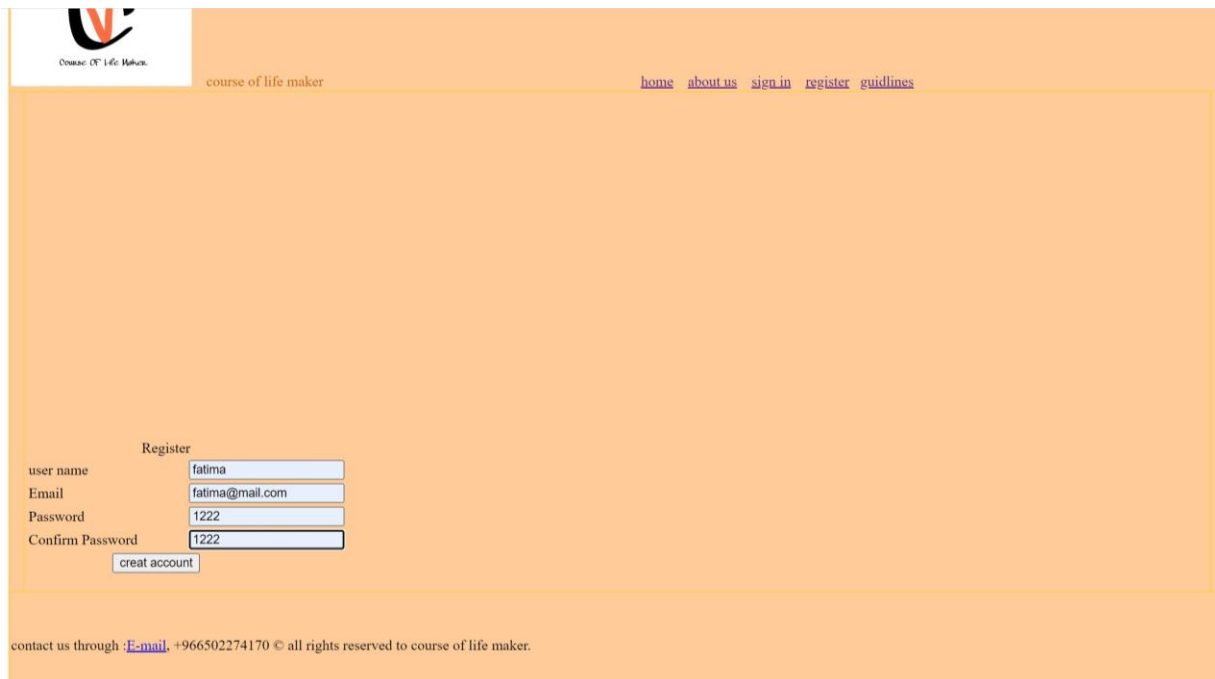 Course Of Life Maker.
course of life maker
home about us sign in register guidlines
Register
user name fatima
Email fatima@mail.com
Password 1222
Confirm Password 1222
creat account
contact us through :E-mail, +966502274170 © all rights reserved to course of life maker.